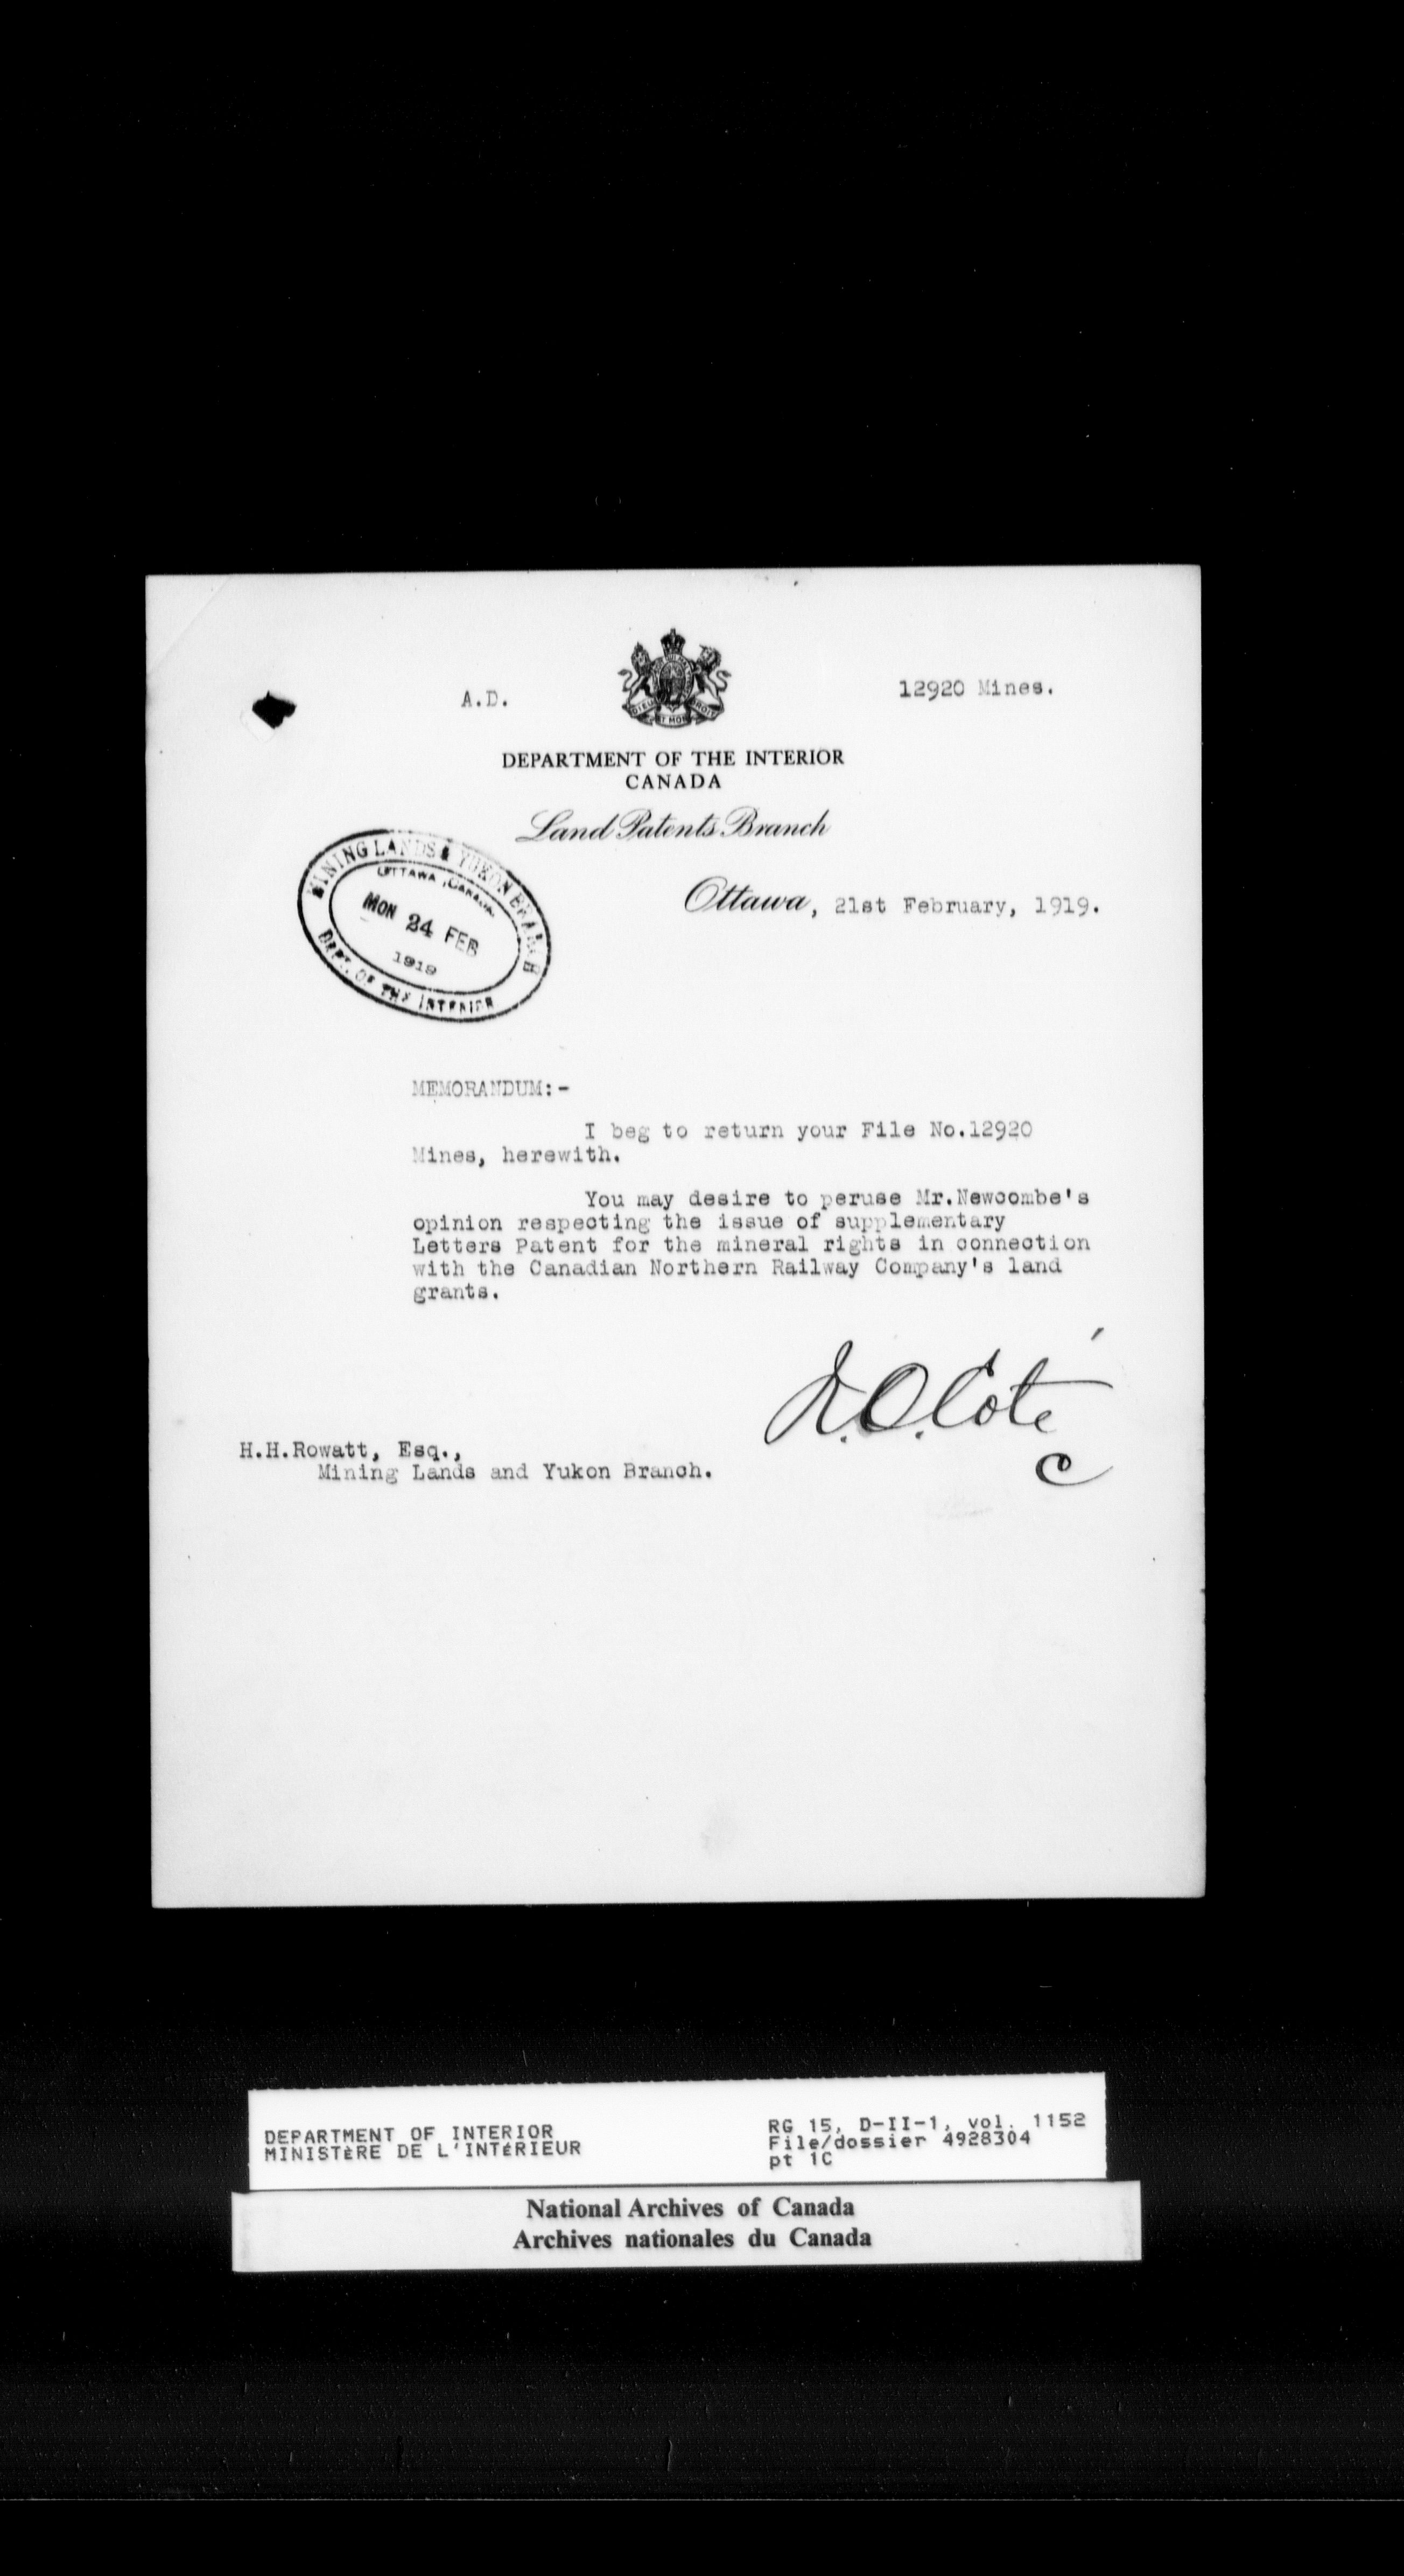 A.D.
12920 Mines.
DIEU ET MON DROIT
DEPARTMENT OF THE INTERIOR
CANADA
Land Patents Branch
MINING LANDS & YUKON BRANCH
OTTAWA, CANADA.
MON 24 FEB
1919
DEPT. OF THE INTERIOR
Ottawa, 21st February, 1919.
MEMORANDUM:-
I beg to return your File No.12920
Mines, herewith.
You may desire to peruse Mr.Newcombe's
opinion respecting the issue of supplementary
Letters Patent for the mineral rights in connection
with the Canadian Northern Railway Company's land
grants.
N.O.Coté
C
H.H.Rowatt, Esq.,
Mining Lands and Yukon Branch.
DEPARTMENT OF INTERIOR
MINISTÈRE DE L'INTÉRIEUR
RG 15, D-II-1, vol. 1152
File/dossier 4928304
pt 1C
National Archives of Canada
Archives nationales du Canada